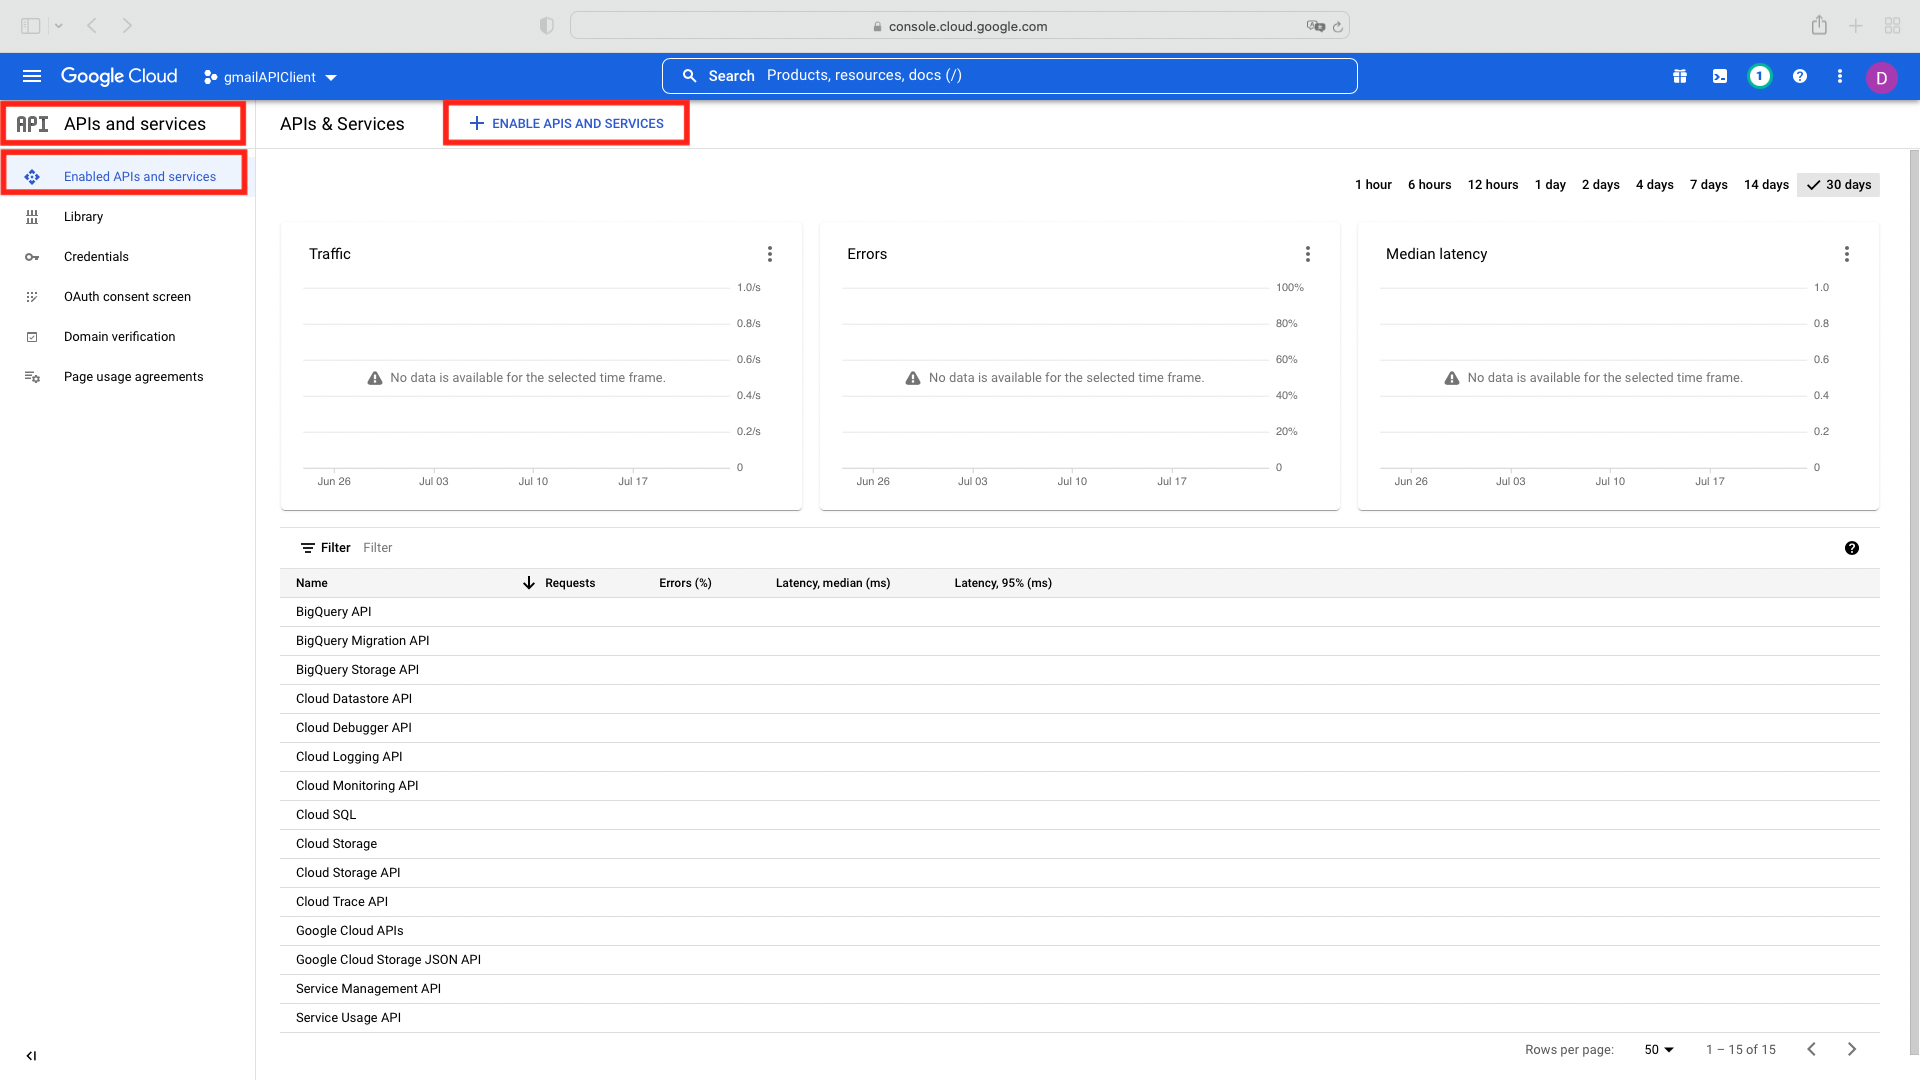 console.cloud.google.com
Google Cloud
gmailAPIClient
Search Products, resources, docs (/)
1
D
API APIs and services
APIs & Services
ENABLE APIS AND SERVICES
Enabled APIs and services
Library
Credentials
OAuth consent screen
Domain verification
Page usage agreements
1 hour 6 hours 12 hours 1 day 2 days 4 days 7 days 14 days 30 days
Traffic
1.0/s
0.8/s
0.6/s
No data is available for the selected time frame.
0.4/s
0.2/s
0
Jun 26 Jul 03 Jul 10 Jul 17
Errors
100%
80%
60%
No data is available for the selected time frame.
40%
20%
0
Jun 26 Jul 03 Jul 10 Jul 17
Median latency
1.0
0.8
0.6
No data is available for the selected time frame.
0.4
0.2
0
Jun 26 Jul 03 Jul 10 Jul 17
Filter Filter
Name Requests Errors (%) Latency, median (ms) Latency, 95% (ms)
BigQuery API
BigQuery Migration API
BigQuery Storage API
Cloud Datastore API
Cloud Debugger API
Cloud Logging API
Cloud Monitoring API
Cloud SQL
Cloud Storage
Cloud Storage API
Cloud Trace API
Google Cloud APIs
Google Cloud Storage JSON API
Service Management API
Service Usage API
Rows per page: 50 1 – 15 of 15